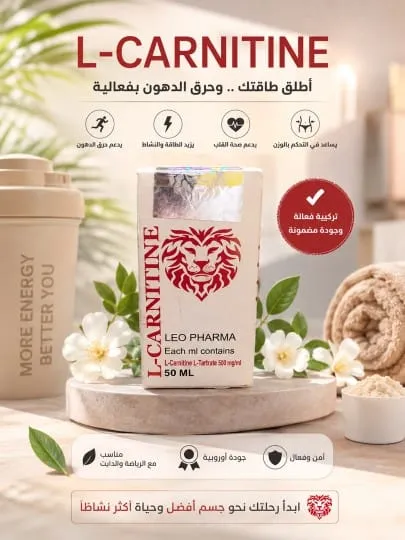 L-CARNITINE
أطلق طاقتك .. وحرق الدهون بفعالية
يساعد في التحكم بالوزن
يدعم صحة القلب
يزيد الطاقة والنشاط
يدعم حرق الدهون
تركيبة فعالة
وجودة مضمونة
MORE ENERGY
BETTER YOU
L-CARNITINE
LEO PHARMA
Each ml contains
L-Carnitine L-Tartrate 500 mg/ml
50 ML
آمن وفعال
جودة أوروبية
مناسب
مع الرياضة والدايت
ابدأ رحلتك نحو جسم أفضل وحياة أكثر نشاطًا